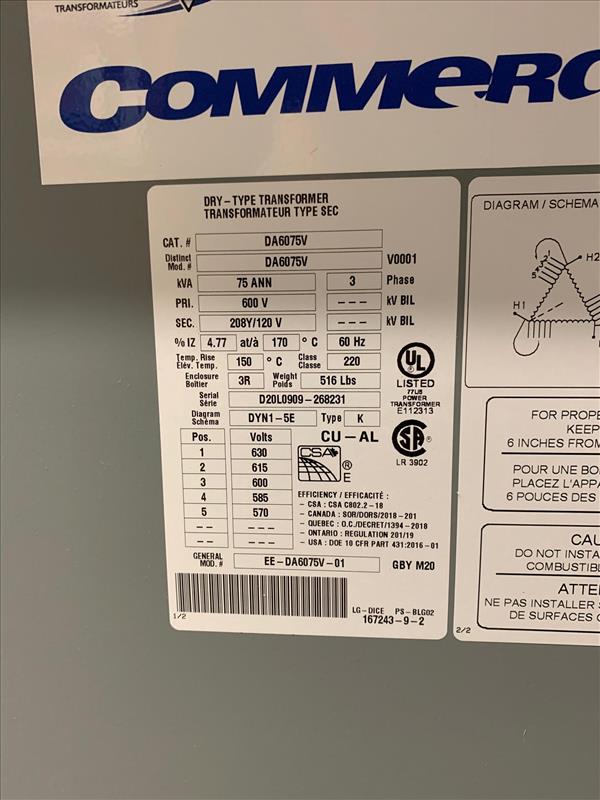 TRANSFORMATEURS
COMMERC
DRY-TYPE TRANSFORMER
TRANSFORMATEUR TYPE SEC
CAT. # DA6075V
Distinct Mod. # DA6075V V0001
kVA 75 ANN 3 Phase
PRI. 600 V --- kV BIL
SEC. 208Y/120 V --- kV BIL
% IZ 4.77 at/à 170 ° C 60 Hz
Temp. Rise
Élév. Temp. 150 ° C Class
Classe 220
Enclosure
Boîtier 3R Weight
Poids 516 Lbs
Serial
Série D20L0909-268231
Diagram
Schéma DYN1-5E Type K
Pos. Volts CU-AL
1 630
2 615
3 600
4 585
5 570
-- ---
-- ---
UL
LISTED
77US
POWER
TRANSFORMER
E112313
LR 3902
CSA
® E
EFFICIENCY / EFFICACITÉ :
- CSA : CSA C802.2-18
- CANADA : SOR/DORS/2018-201
- QUEBEC : O.C./DECRET/1394-2018
- ONTARIO : REGULATION 201/19
- USA : DOE 10 CFR PART 431:2016-01
GENERAL
MOD. # EE-DA6075V-01 GBY M20
LG-DICE PS-BLG02
1/2 167243-9-2
DIAGRAM / SCHEMA
H2
H1
FOR PROPE
KEEP
6 INCHES FROM
POUR UNE BO
PLACEZ L'APPA
6 POUCES DES
CAU
DO NOT INSTA
COMBUSTIBL
ATTE
NE PAS INSTALLER S
DE SURFACES C
2/2